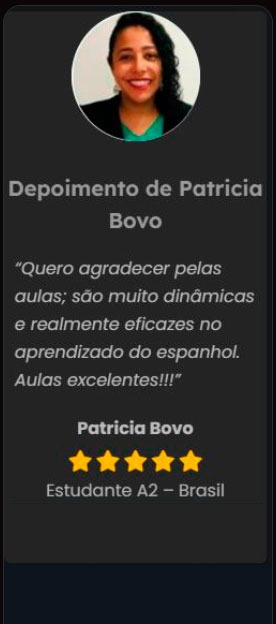 Depoimento de Patricia
Bovo
“Quero agradecer pelas
aulas; são muito dinâmicas
e realmente eficazes no
aprendizado do espanhol.
Aulas excelentes!!!”
Patricia Bovo
Estudante A2 – Brasil